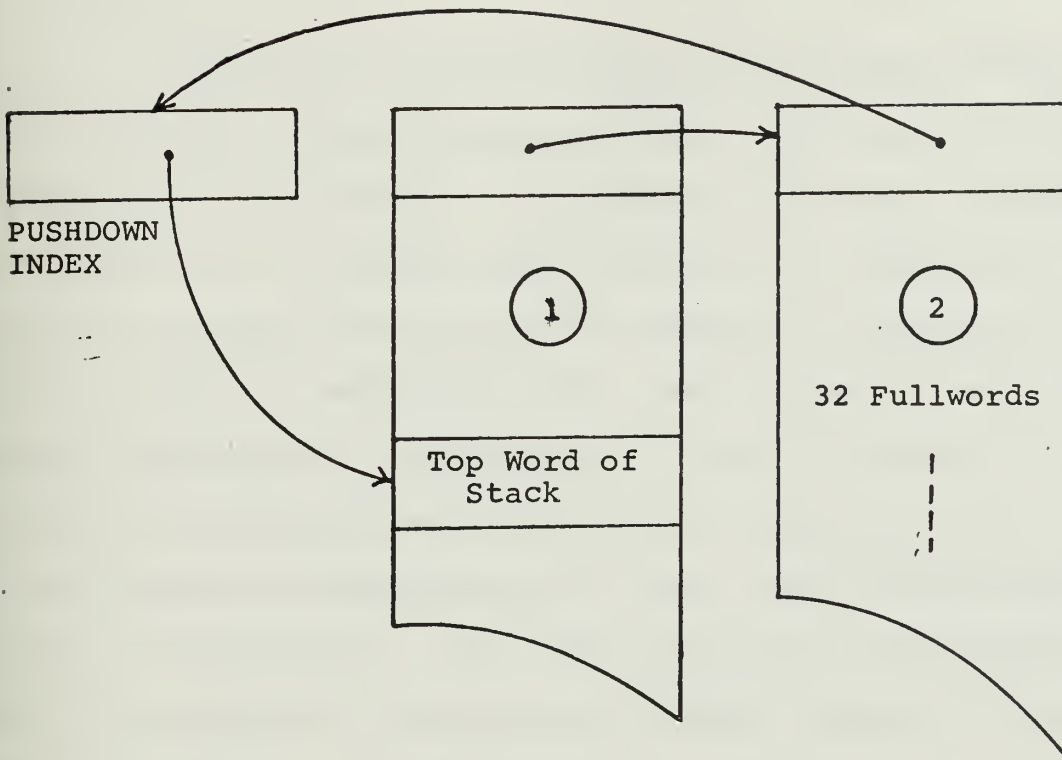 PUSHDOWN
INDEX
1
Top Word of
Stack
2
32 Fullwords